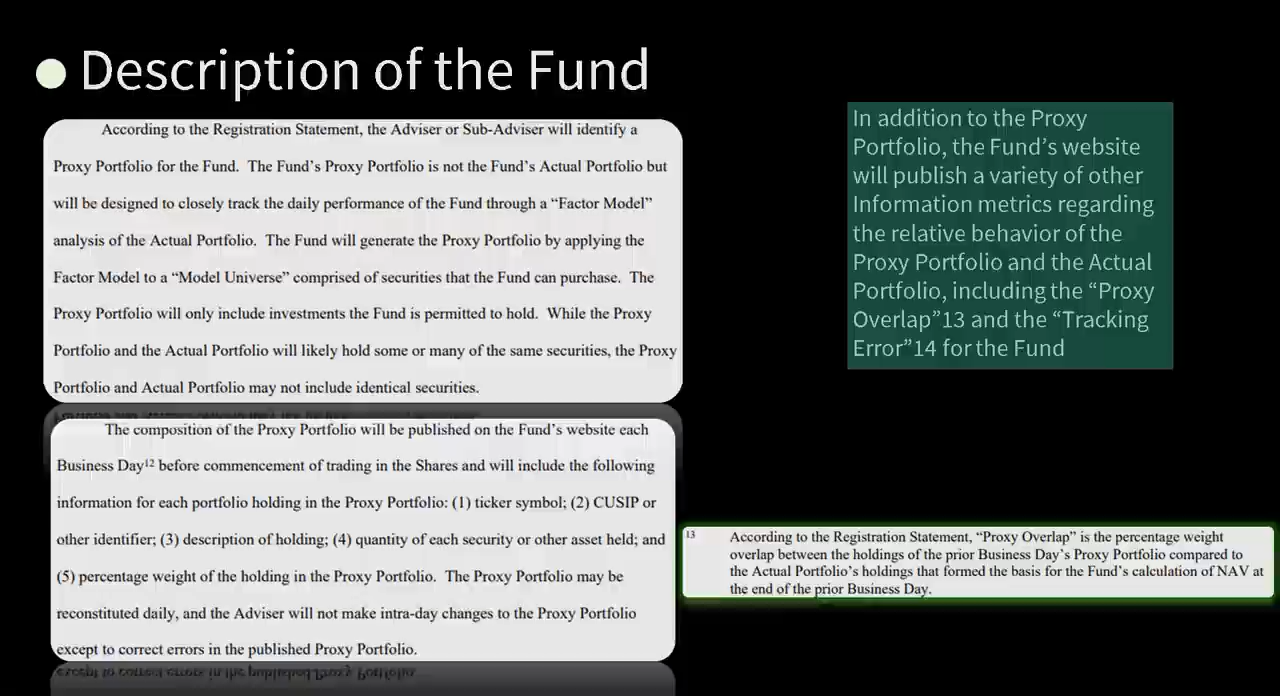 Description of the Fund
According to the Registration Statement, the Adviser or Sub-Adviser will identify a
Proxy Portfolio for the Fund. The Fund’s Proxy Portfolio is not the Fund’s Actual Portfolio but
will be designed to closely track the daily performance of the Fund through a “Factor Model”
analysis of the Actual Portfolio. The Fund will generate the Proxy Portfolio by applying the
Factor Model to a “Model Universe” comprised of securities that the Fund can purchase. The
Proxy Portfolio will only include investments the Fund is permitted to hold. While the Proxy
Portfolio and the Actual Portfolio will likely hold some or many of the same securities, the Proxy
Portfolio and Actual Portfolio may not include identical securities.
The composition of the Proxy Portfolio will be published on the Fund’s website each
Business Day12 before commencement of trading in the Shares and will include the following
information for each portfolio holding in the Proxy Portfolio: (1) ticker symbol; (2) CUSIP or
other identifier; (3) description of holding; (4) quantity of each security or other asset held; and
(5) percentage weight of the holding in the Proxy Portfolio. The Proxy Portfolio may be
reconstituted daily, and the Adviser will not make intra-day changes to the Proxy Portfolio
except to correct errors in the published Proxy Portfolio.
In addition to the Proxy
Portfolio, the Fund’s website
will publish a variety of other
Information metrics regarding
the relative behavior of the
Proxy Portfolio and the Actual
Portfolio, including the “Proxy
Overlap”13 and the “Tracking
Error”14 for the Fund
13 According to the Registration Statement, “Proxy Overlap” is the percentage weight
overlap between the holdings of the prior Business Day’s Proxy Portfolio compared to
the Actual Portfolio’s holdings that formed the basis for the Fund’s calculation of NAV at
the end of the prior Business Day.